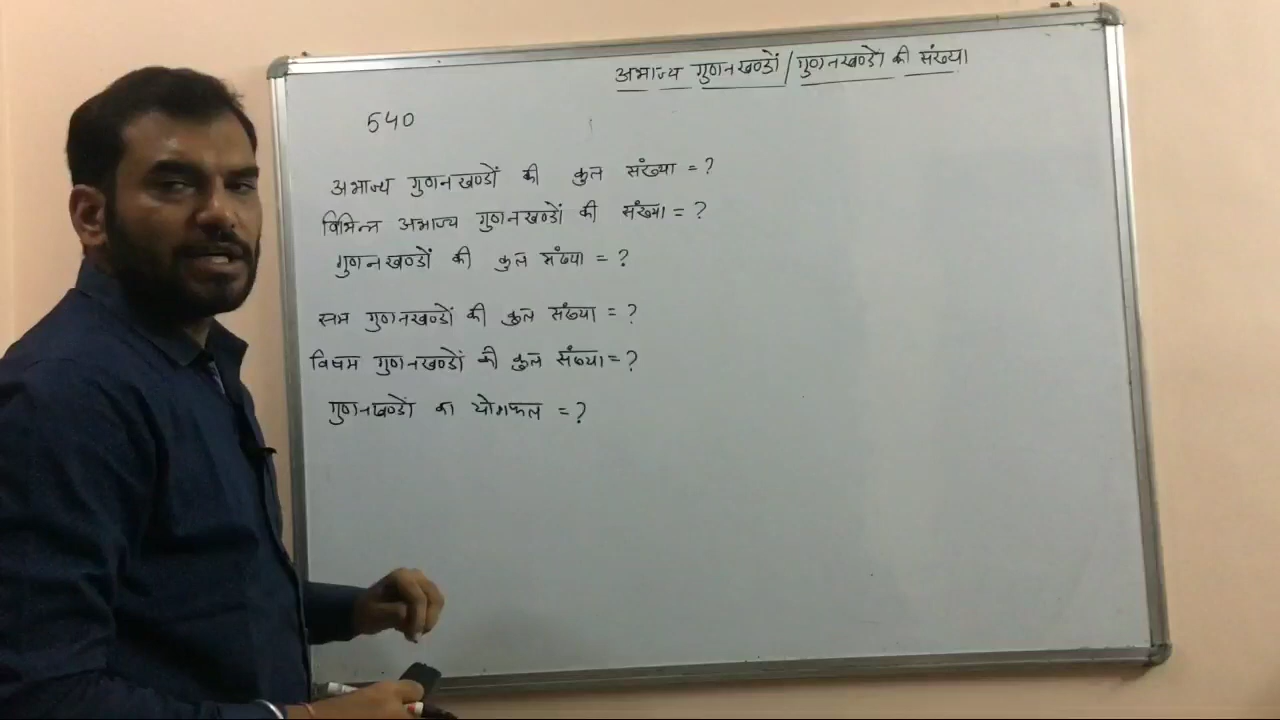 अभाज्य गुणनखण्डों / गुणनखण्डों की संख्या
540
अभाज्य गुणनखण्डों की कुल संख्या = ?
विभिन्न अभाज्य गुणनखण्डों की संख्या = ?
गुणनखण्डों की कुल संख्या = ?
सम गुणनखण्डों की कुल संख्या = ?
विषम गुणनखण्डों की कुल संख्या = ?
गुणनखण्डों का योगफल = ?